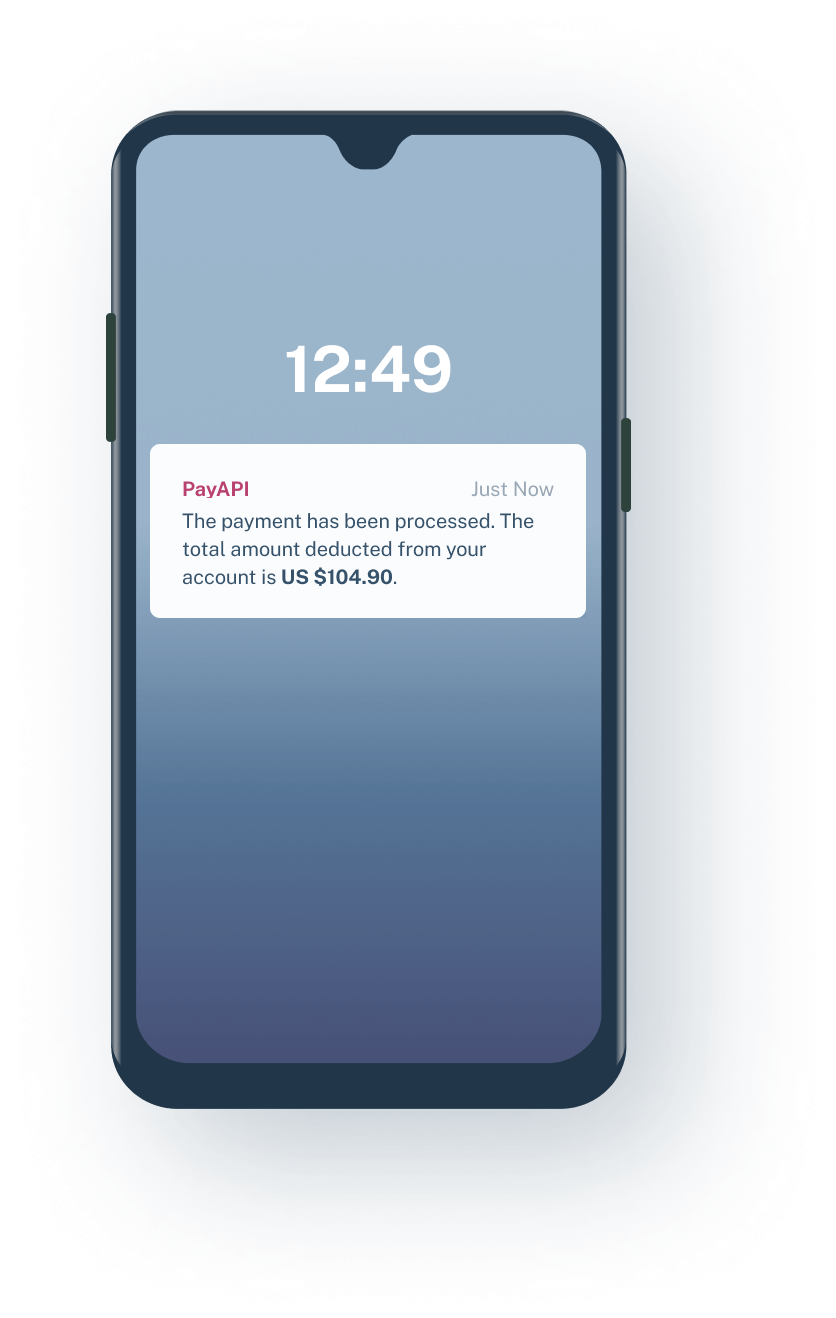 12:49
PayAPI Just Now
The payment has been processed. The
total amount deducted from your
account is US $104.90.